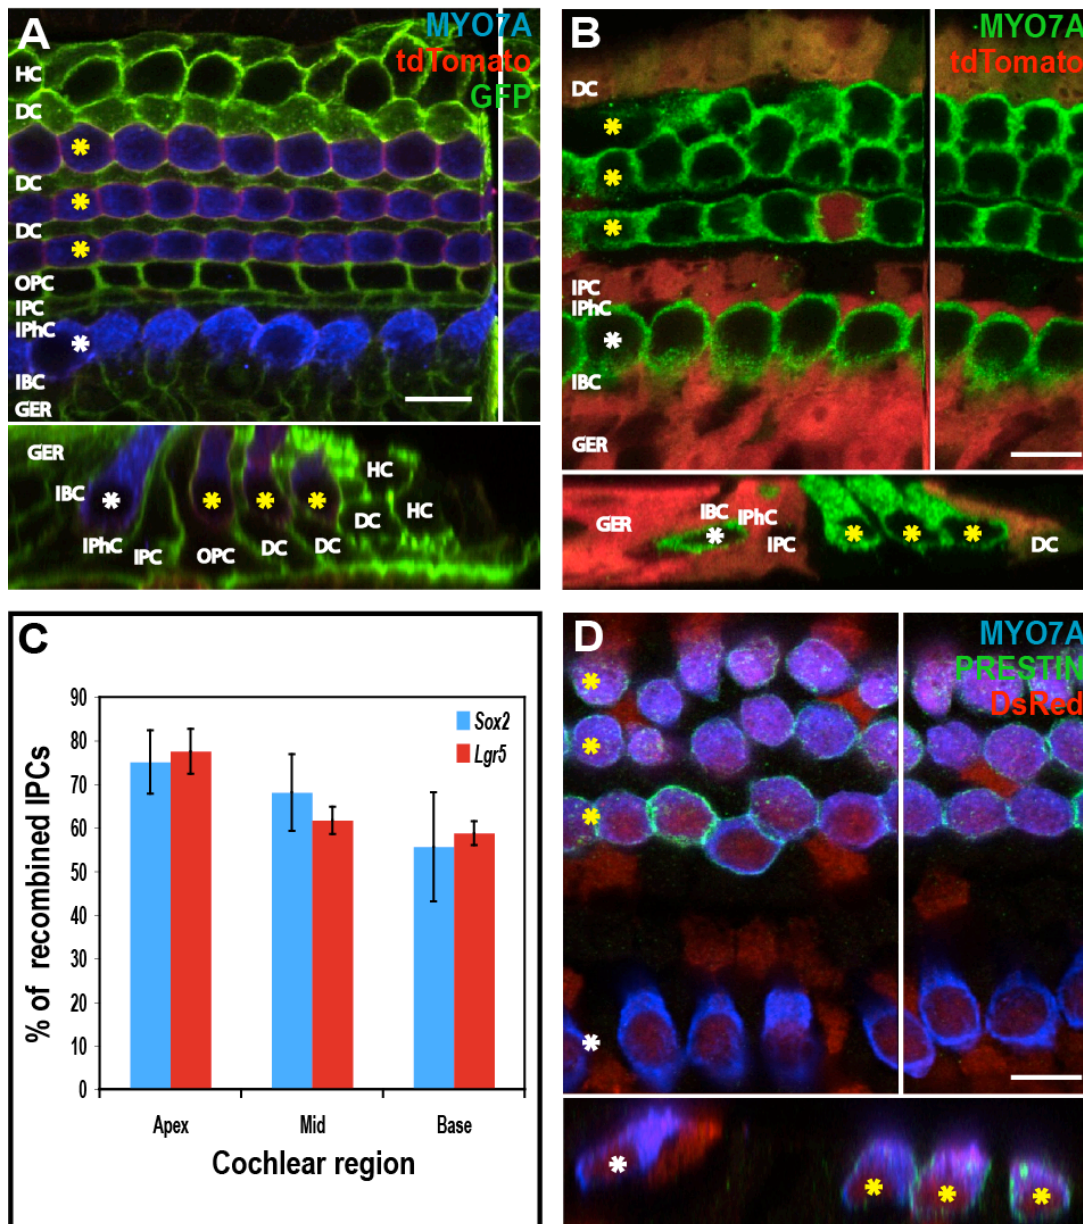 A
MYO7A
tdTomato
GFP
HC
DC
*
DC
*
DC
*
OPC
IPC
IPhC
*
IBC
GER
GER
HC
IBC
* * * *
DC
HC
IPhC
IPC
OPC
DC
DC
B
MYO7A
tdTomato
DC
*
*
*
IPC
IPhC
*
IBC
GER
IBC
GER
IPhC
* * * *
IPC
DC
C
90
80
70
60
50
40
30
20
10
0
% of recombined IPCs
Sox2
Lgr5
Apex Mid Base
Cochlear region
D
MYO7A
PRESTIN
DsRed
*
*
*
*
* * * *